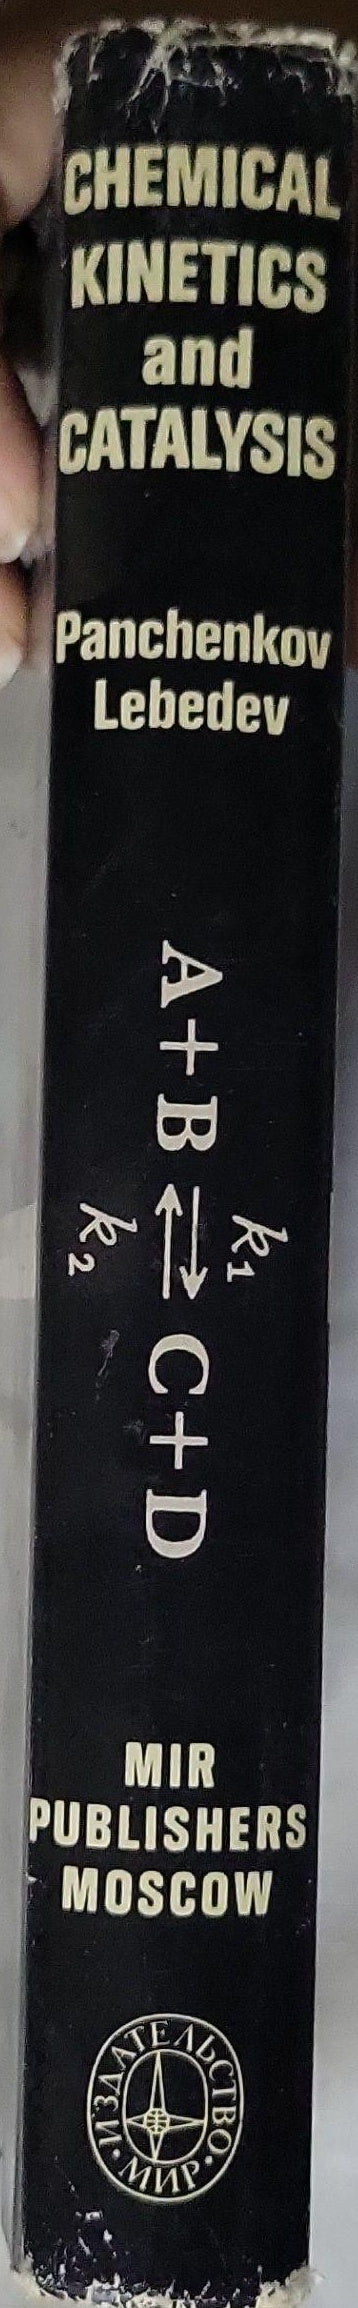 CHEMICAL
KINETICS
and
CATALYSIS
Panchenkov
Lebedev
k₁
A+B ⇄ C+D
k₂
MIR
PUBLISHERS
MOSCOW
ИЗДАТЕЛЬСТВО
·МИР·